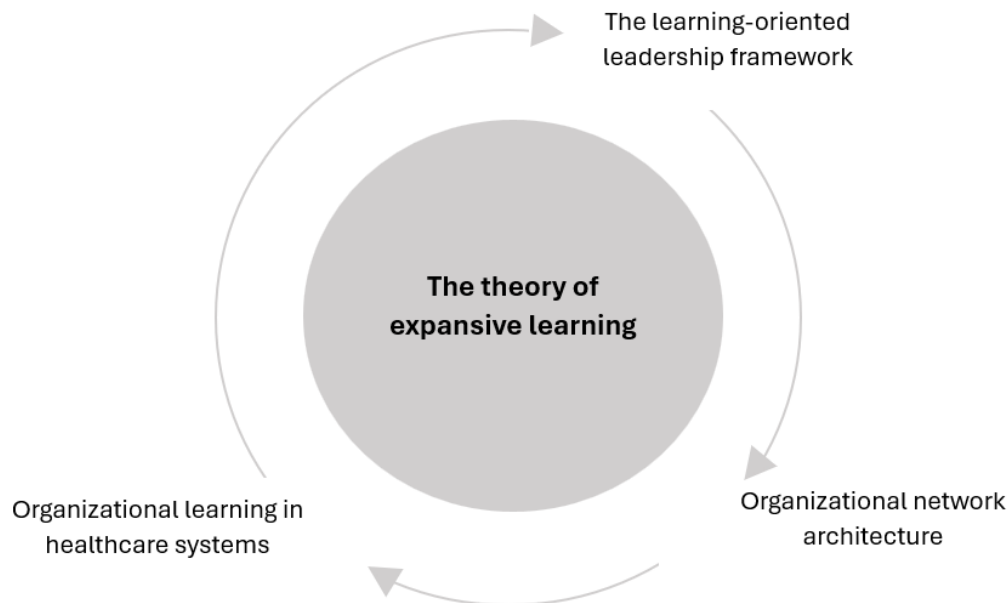 The learning-oriented
leadership framework
The theory of
expansive learning
Organizational network
architecture
Organizational learning in
healthcare systems